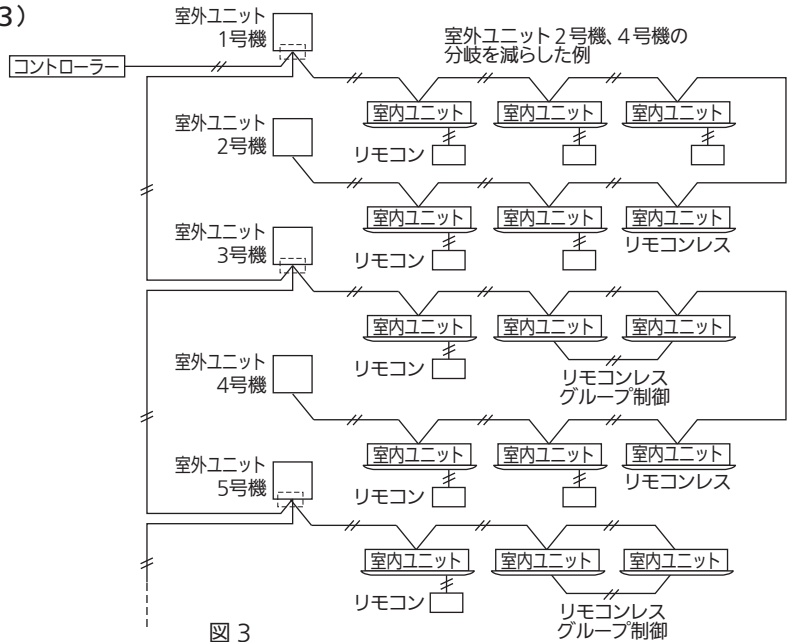 3)
室外ユニット
1号機
コントローラー
室外ユニット2号機、4号機の
分岐を減らした例
室内ユニット
室内ユニット
室内ユニット
リモコン
室外ユニット
2号機
室内ユニット
室内ユニット
室内ユニット
リモコン
リモコンレス
室外ユニット
3号機
室内ユニット
室内ユニット
室内ユニット
リモコン
リモコンレス
グループ制御
室外ユニット
4号機
室内ユニット
室内ユニット
室内ユニット
リモコン
リモコンレス
室外ユニット
5号機
室内ユニット
室内ユニット
室内ユニット
リモコン
リモコンレス
グループ制御
図3